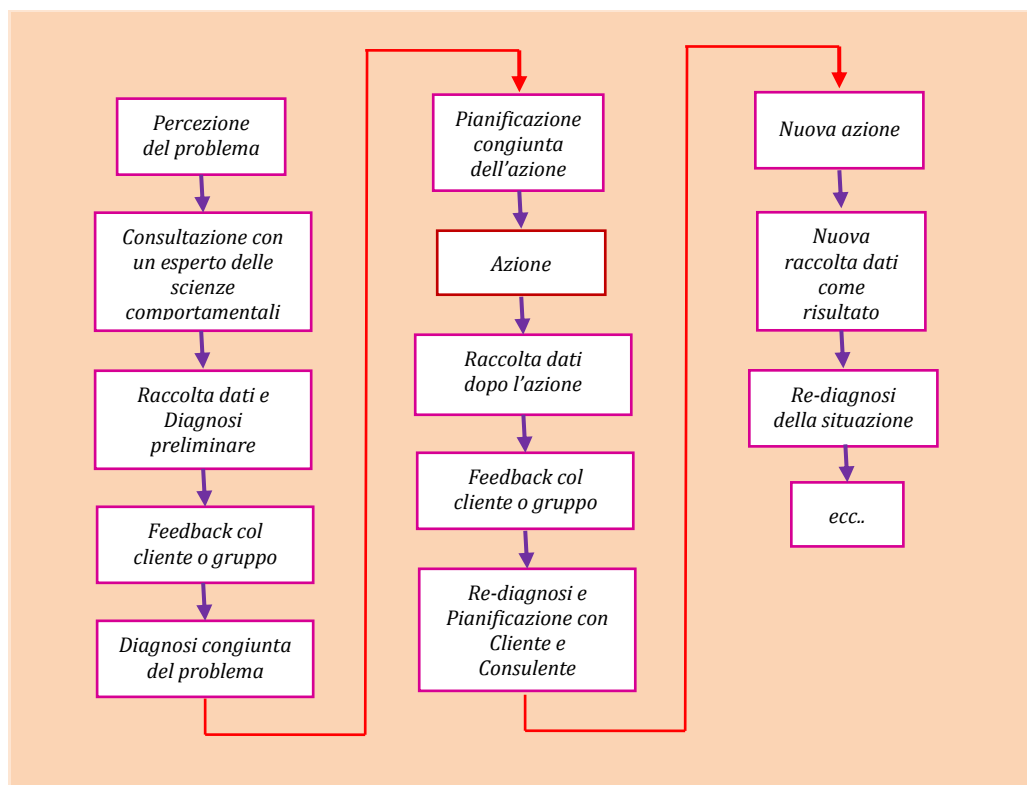 Percezione
del problema
Consultazione con
un esperto delle
scienze
comportamentali
Raccolta dati e
Diagnosi
preliminare
Feedback col
cliente o gruppo
Diagnosi congiunta
del problema
Pianificazione
congiunta
dell'azione
Azione
Raccolta dati
dopo l'azione
Feedback col
cliente o gruppo
Re-diagnosi e
Pianificazione con
Cliente e
Consulente
Nuova azione
Nuova
raccolta dati
come
risultato
Re-diagnosi
della situazione
ecc..